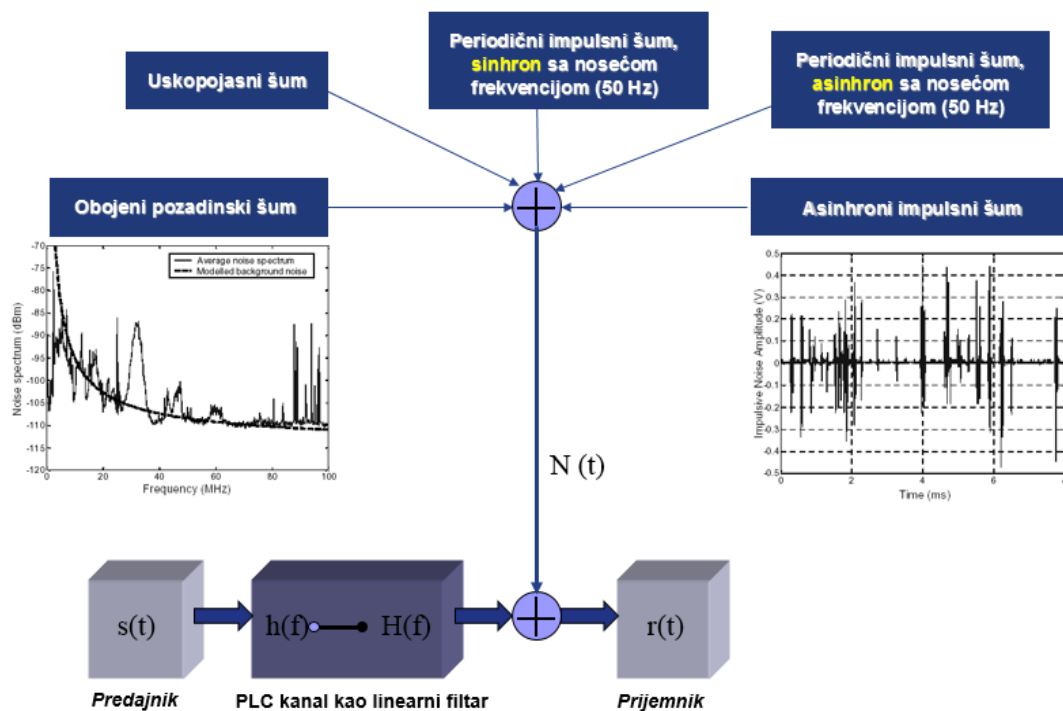 Periodični impulsni šum,
sinhron sa nosećom
frekvencijom (50 Hz)
Uskopojasni šum
Periodični impulsni šum,
asinhron sa nosećom
frekvencijom (50 Hz)
Obojeni pozadinski šum
Asinhroni impulsni šum
-70
-75
-80
-85
-90
-95
-100
-105
-110
-115
-120
Noise spectrum (dBm)
Average noise spectrum
Modelled background noise
0 20 40 60 80 100
Frequency (MHz)
0.5
0.4
0.3
0.2
0.1
0
-0.1
-0.2
-0.3
-0.4
-0.5
Impulsive Noise Amplitude (V)
0 2 4 6
Time (ms)
N (t)
s(t)
h(f) H(f)
r(t)
Predajnik
PLC kanal kao linearni filtar
Prijemnik